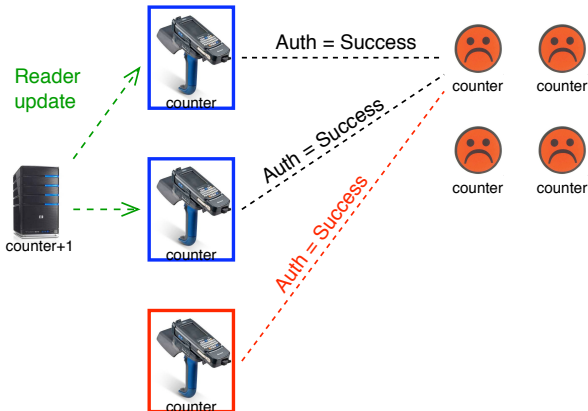 Auth = Success
Reader
update
counter
counter
counter
Auth = Success
counter
counter
counter+1
counter
Auth = Success
counter